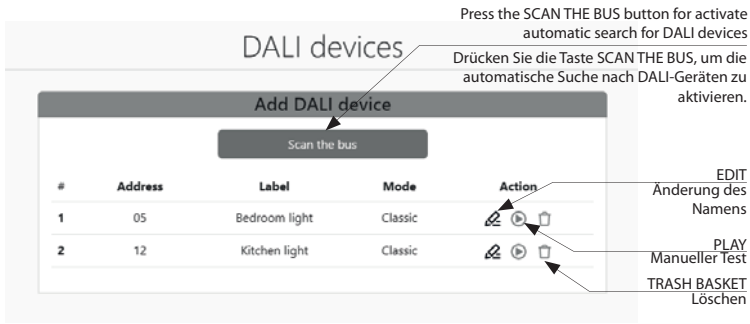 Press the SCAN THE BUS button for activate
automatic search for DALI devices
DALI devices
Drücken Sie die Taste SCAN THE BUS, um die
automatische Suche nach DALI-Geräten zu
aktivieren.
Add DALI device
Scan the bus
# Address Label Mode Action
1 05 Bedroom light Classic
2 12 Kitchen light Classic
EDIT
Änderung des
Namens
PLAY
Manueller Test
TRASH BASKET
Löschen